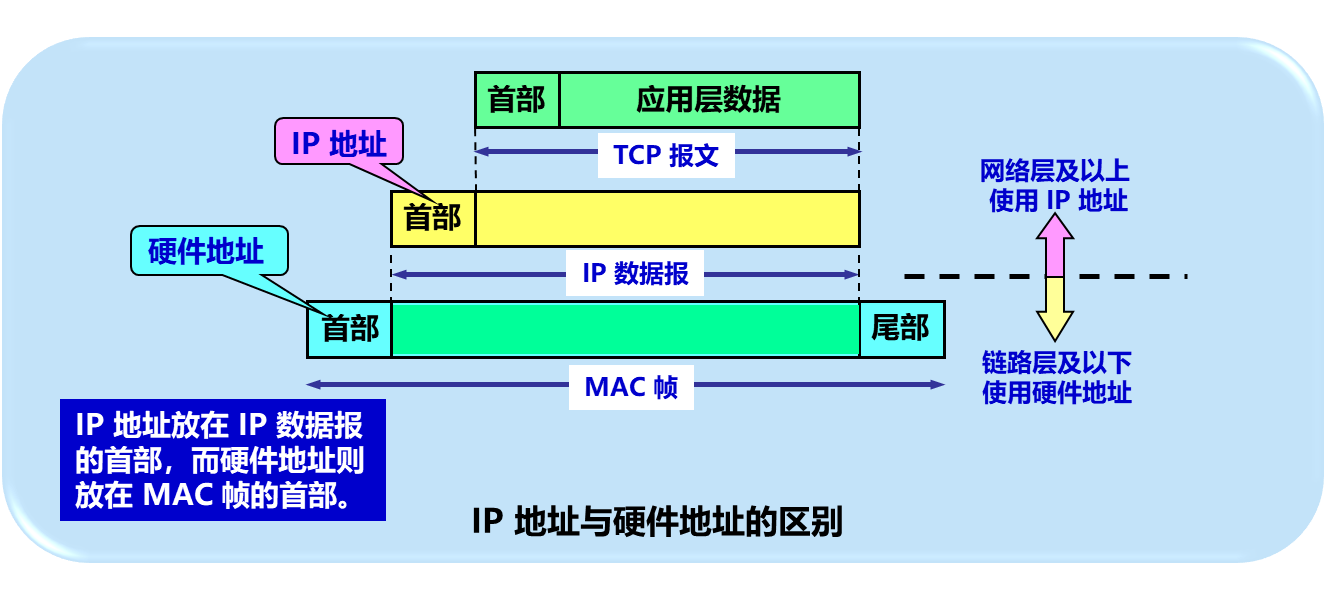 首部
应用层数据
TCP 报文
IP 地址
首部
IP 数据报
硬件地址
首部
尾部
MAC 帧
网络层及以上
使用 IP 地址
链路层及以下
使用硬件地址
IP 地址放在 IP 数据报
的首部，而硬件地址则
放在 MAC 帧的首部。
IP 地址与硬件地址的区别